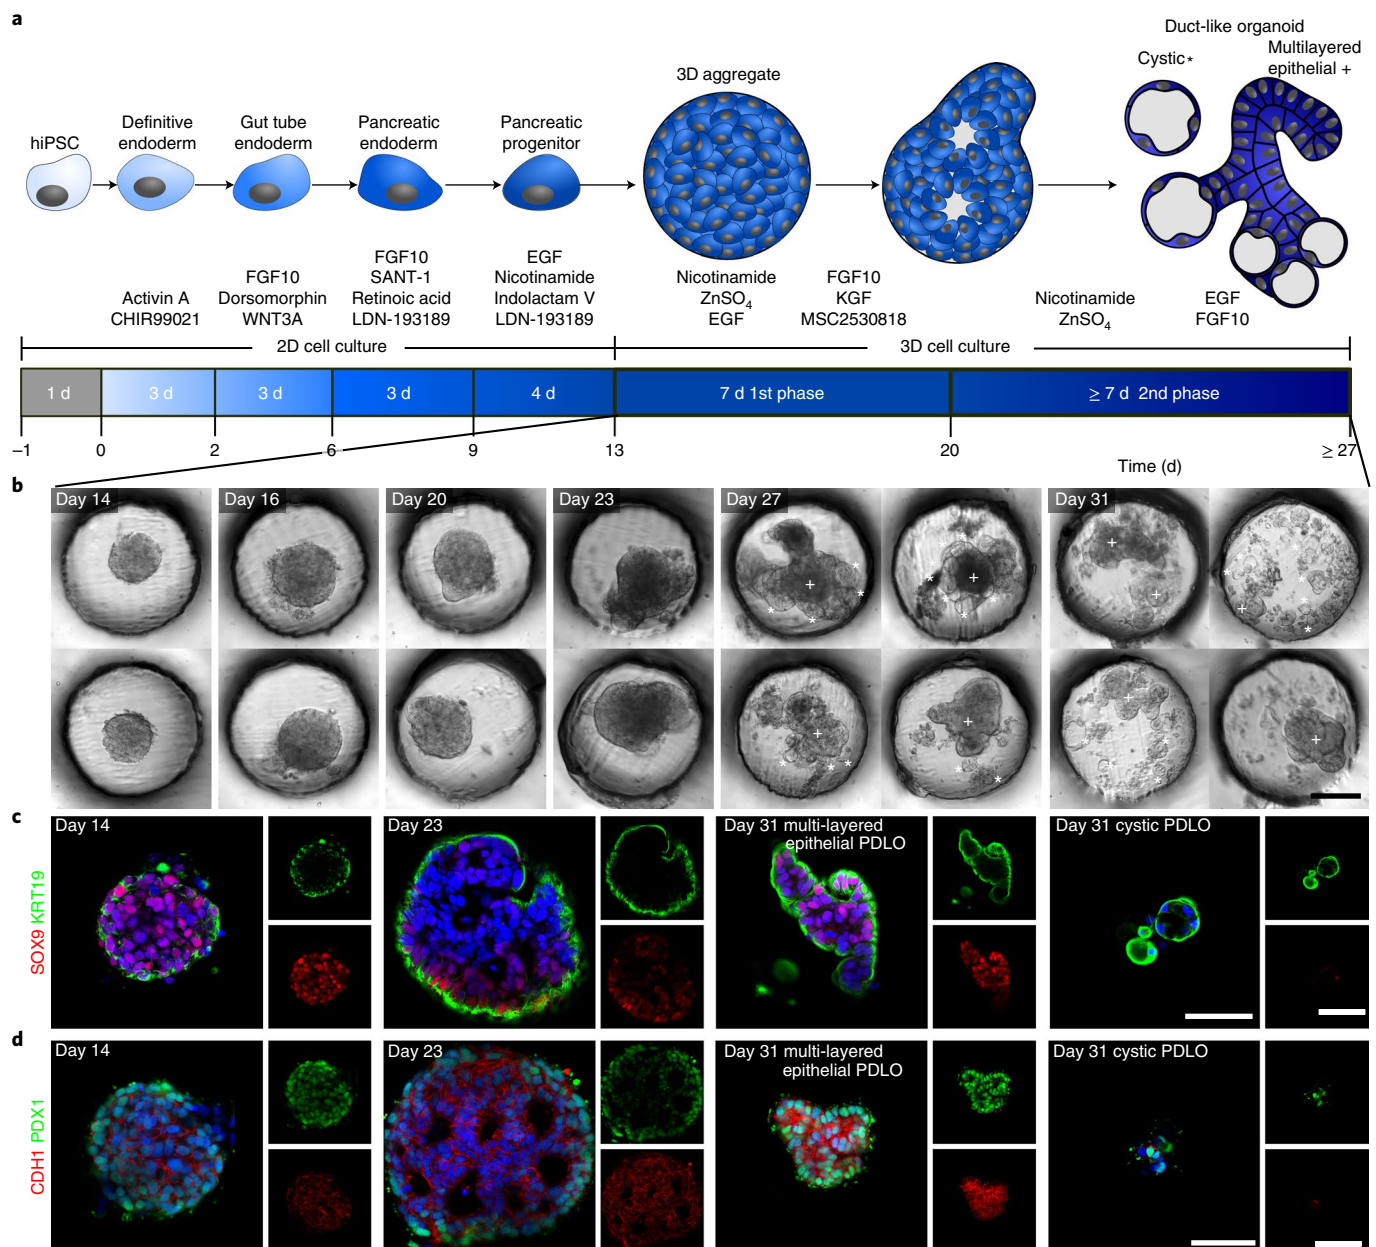 a
Duct-like organoid
Cystic*
Multilayered
epithelial +
3D aggregate
hiPSC
Definitive
endoderm
Gut tube
endoderm
Pancreatic
endoderm
Pancreatic
progenitor
Activin A
CHIR99021
FGF10
Dorsomorphin
WNT3A
FGF10
SANT-1
Retinoic acid
LDN-193189
EGF
Nicotinamide
Indolactam V
LDN-193189
Nicotinamide
ZnSO4
EGF
FGF10
KGF
MSC2530818
Nicotinamide
ZnSO4
EGF
FGF10
2D cell culture
3D cell culture
1 d
3 d
3 d
3 d
4 d
7 d 1st phase
≥ 7 d 2nd phase
–1
0
2
6
9
13
20
≥ 27
Time (d)
b
Day 14
Day 16
Day 20
Day 23
Day 27
Day 31
c
SOX9 KRT19
Day 14
Day 23
Day 31 multi-layered
epithelial PDLO
Day 31 cystic PDLO
d
CDH1 PDX1
Day 14
Day 23
Day 31 multi-layered
epithelial PDLO
Day 31 cystic PDLO